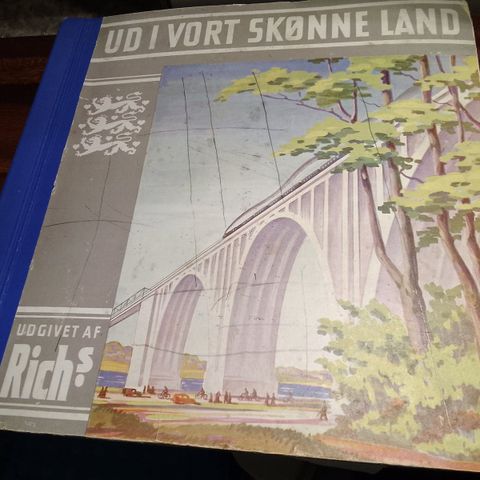 UD I VORT SKØNNE LAND
UDGIVET AF
Rich's